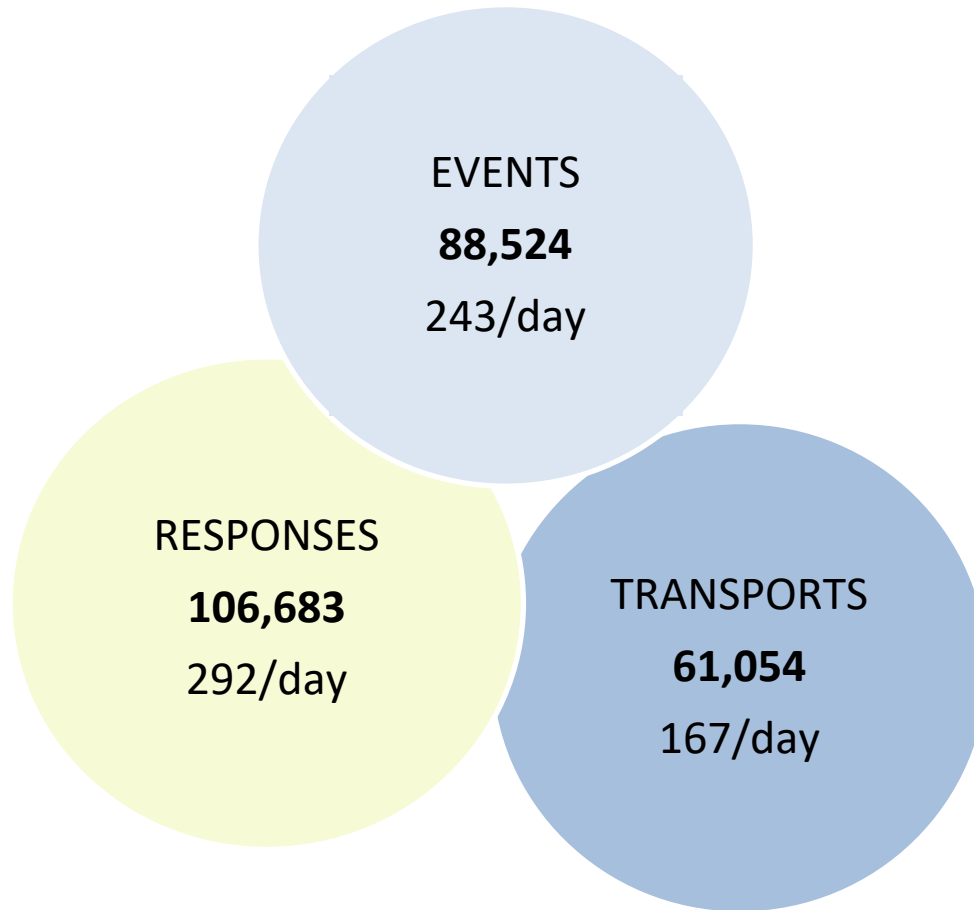 EVENTS
88,524
243/day
RESPONSES
106,683
292/day
TRANSPORTS
61,054
167/day